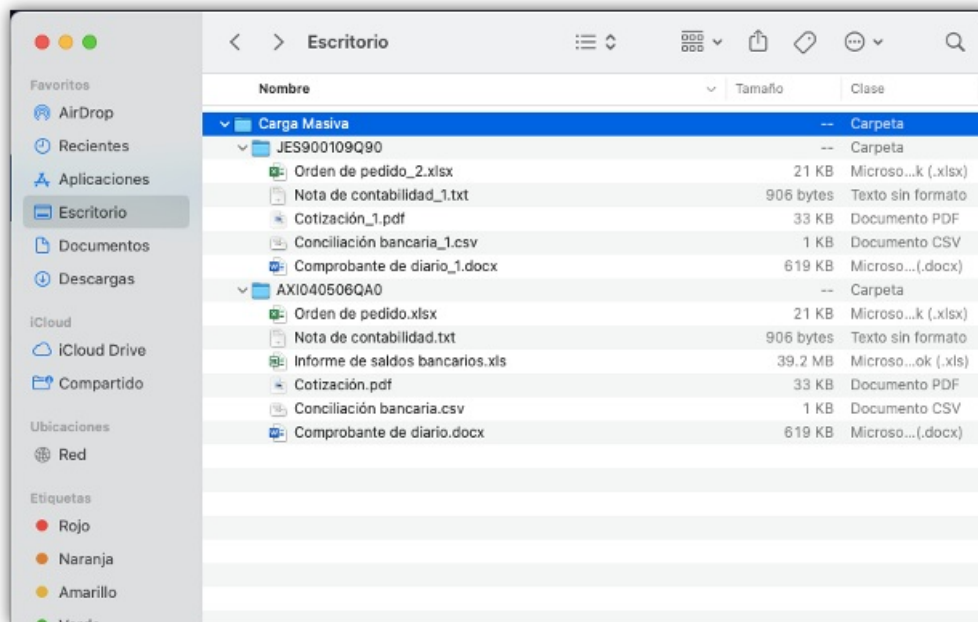 Escritorio
Nombre Tamaño Clase
Favoritos
AirDrop
Recientes
Aplicaciones
Escritorio
Documentos
Descargas
iCloud
iCloud Drive
Compartido
Ubicaciones
Red
Etiquetas
Rojo
Naranja
Amarillo
Carga Masiva -- Carpeta
JES900109Q90 -- Carpeta
Orden de pedido_2.xlsx 21 KB Microso...k (.xlsx)
Nota de contabilidad_1.txt 906 bytes Texto sin formato
Cotización_1.pdf 33 KB Documento PDF
Conciliación bancaria_1.csv 1 KB Documento CSV
Comprobante de diario_1.docx 619 KB Microso...(.docx)
AXI040506QA0 -- Carpeta
Orden de pedido.xlsx 21 KB Microso...k (.xlsx)
Nota de contabilidad.txt 906 bytes Texto sin formato
Informe de saldos bancarios.xls 39.2 MB Microso...ok (.xls)
Cotización.pdf 33 KB Documento PDF
Conciliación bancaria.csv 1 KB Documento CSV
Comprobante de diario.docx 619 KB Microso...(.docx)